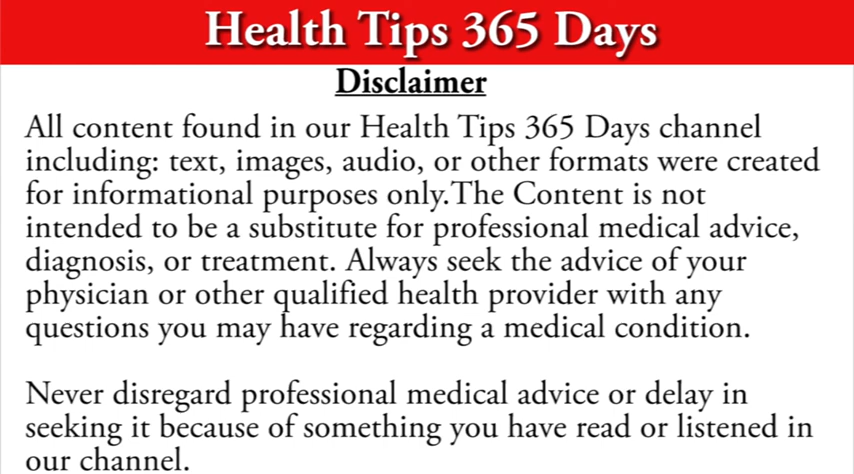 Health Tips 365 Days
Disclaimer
All content found in our Health Tips 365 Days channel
including: text, images, audio, or other formats were created
for informational purposes only.The Content is not
intended to be a substitute for professional medical advice,
diagnosis, or treatment. Always seek the advice of your
physician or other qualified health provider with any
questions you may have regarding a medical condition.
Never disregard professional medical advice or delay in
seeking it because of something you have read or listened in
our channel.